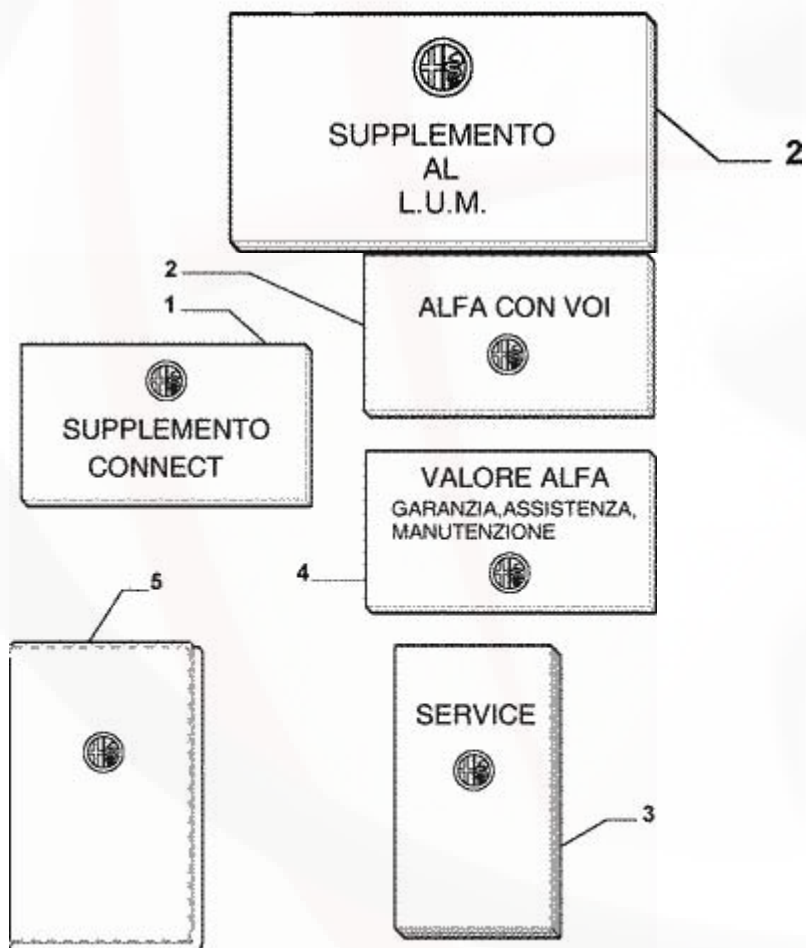 SUPPLEMENTO
AL
L.U.M.
2
2
ALFA CON VOI
1
SUPPLEMENTO
CONNECT
VALORE ALFA
GARANZIA,ASSISTENZA,
MANUTENZIONE
4
5
SERVICE
3